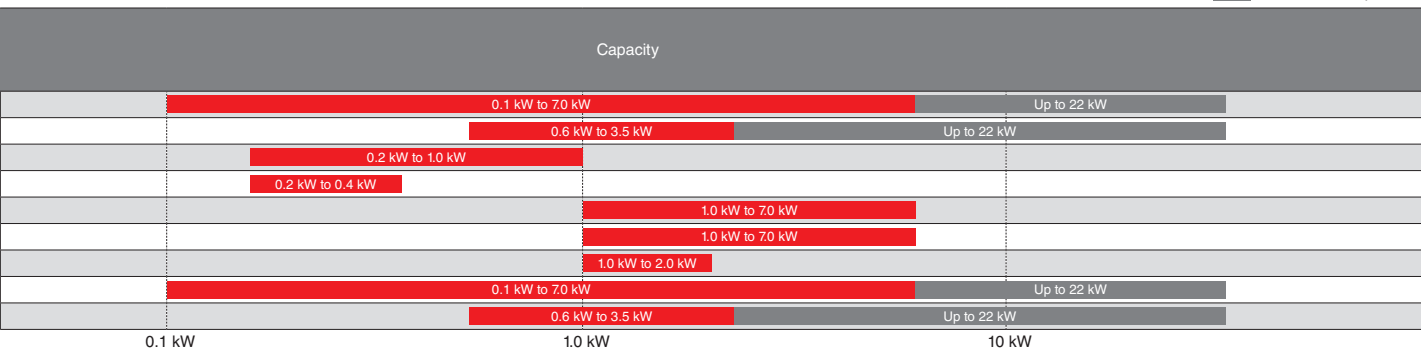 Capacity
0.1 kW to 7.0 kW Up to 22 kW
0.6 kW to 3.5 kW Up to 22 kW
0.2 kW to 1.0 kW
0.2 kW to 0.4 kW
1.0 kW to 7.0 kW
1.0 kW to 7.0 kW
1.0 kW to 2.0 kW
0.1 kW to 7.0 kW Up to 22 kW
0.6 kW to 3.5 kW Up to 22 kW
0.1 kW 1.0 kW 10 kW